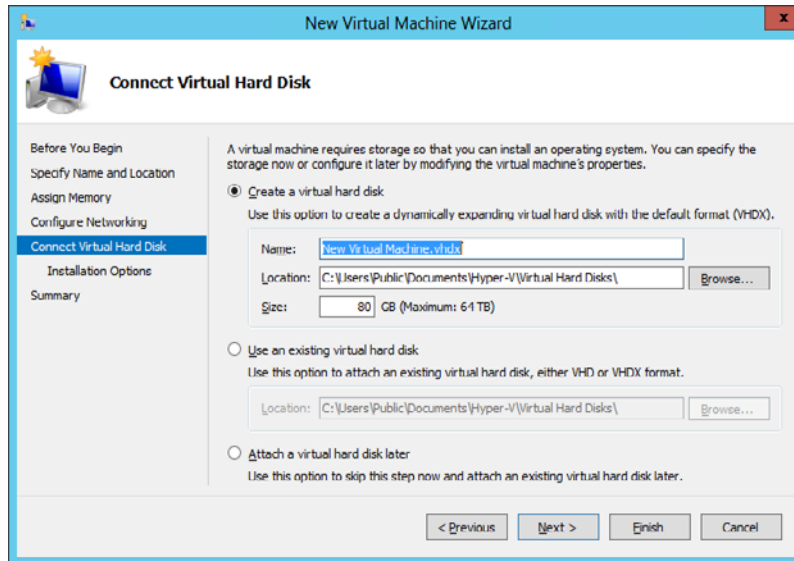 New Virtual Machine Wizard
x
Connect Virtual Hard Disk
Before You Begin
Specify Name and Location
Assign Memory
Configure Networking
Connect Virtual Hard Disk
Installation Options
Summary
A virtual machine requires storage so that you can install an operating system. You can specify the
storage now or configure it later by modifying the virtual machine's properties.
Create a virtual hard disk
Use this option to create a dynamically expanding virtual hard disk with the default format (VHDX).
Name: New Virtual Machine.vhdx
Location: C:\Users\Public\Documents\Hyper-V\Virtual Hard Disks\ Browse...
Size: 80 GB (Maximum: 64 TB)
Use an existing virtual hard disk
Use this option to attach an existing virtual hard disk, either VHD or VHDX format.
Location: C:\Users\Public\Documents\Hyper-V\Virtual Hard Disks\ Browse...
Attach a virtual hard disk later
Use this option to skip this step now and attach an existing virtual hard disk later.
< Previous Next > Finish Cancel